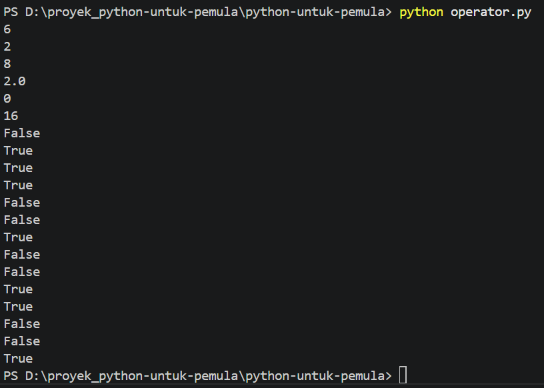 PS D:\proyek_python-untuk-pemula\python-untuk-pemula> python operator.py
6
2
8
2.0
0
16
False
True
True
True
False
False
True
False
False
True
True
False
False
True
PS D:\proyek_python-untuk-pemula\python-untuk-pemula>